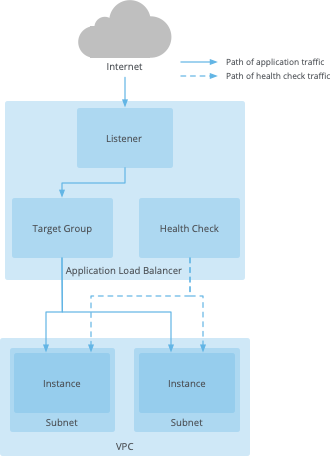 Internet
Path of application traffic
Path of health check traffic
Listener
Target Group
Health Check
Application Load Balancer
Instance
Instance
Subnet
Subnet
VPC